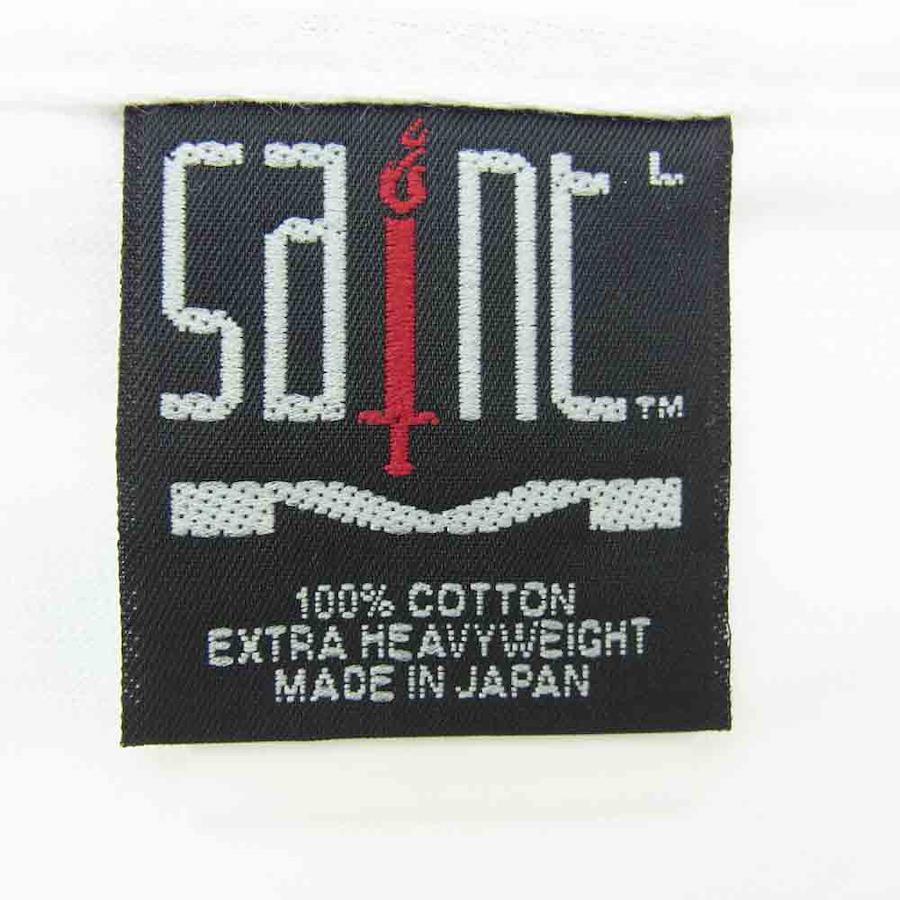 saint L
TM
100% COTTON
EXTRA HEAVYWEIGHT
MADE IN JAPAN